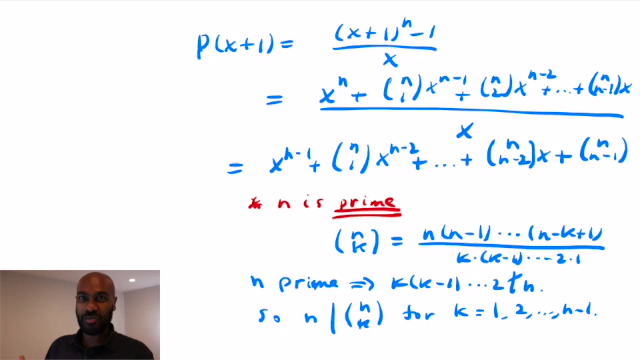 p(x+1) = ((x+1)^n - 1) / x
= (x^n + (n 1) x^{n-1} + (n 2) x^{n-2} + ... + (n n-1) x) / x
= x^{n-1} + (n 1) x^{n-2} + ... + (n n-2) x + (n n-1)
* n is prime
(n k) = (n(n-1) ... (n-k+1)) / (k·(k-1) ... 2·1)
n prime ⟹ k(k-1) ... 2 ∤ n.
so n | (n k) for k = 1, 2, ..., n-1.